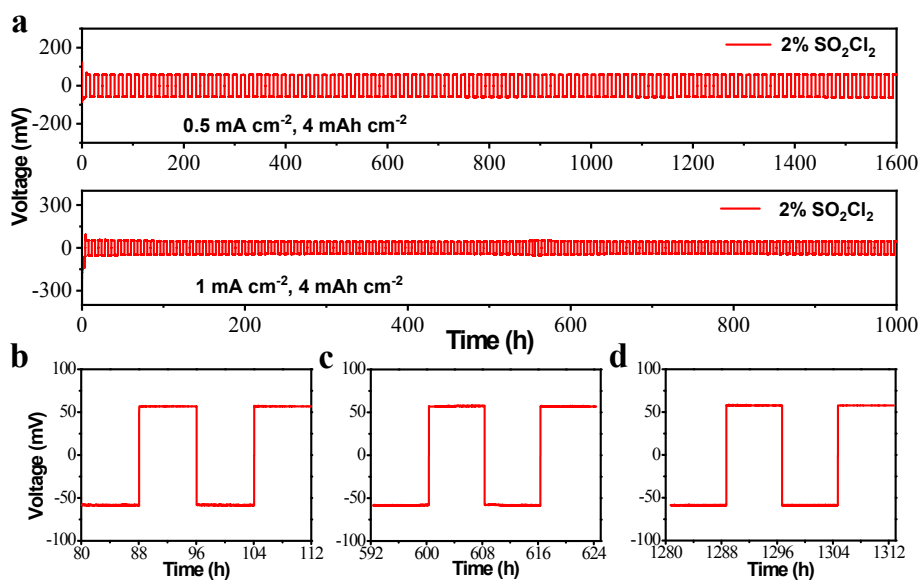 a
200
0
-200
2% SO₂Cl₂
0.5 mA cm⁻², 4 mAh cm⁻²
0 200 400 600 800 1000 1200 1400 1600
Voltage (mV)
300
0
-300
2% SO₂Cl₂
1 mA cm⁻², 4 mAh cm⁻²
0 200 400 600 800 1000
Time (h)
b
100
50
0
-50
-100
Voltage (mV)
80 88 96 104 112
Time (h)
c
100
50
0
-50
-100
592 600 608 616 624
Time (h)
d
100
50
0
-50
-100
1280 1288 1296 1304 1312
Time (h)